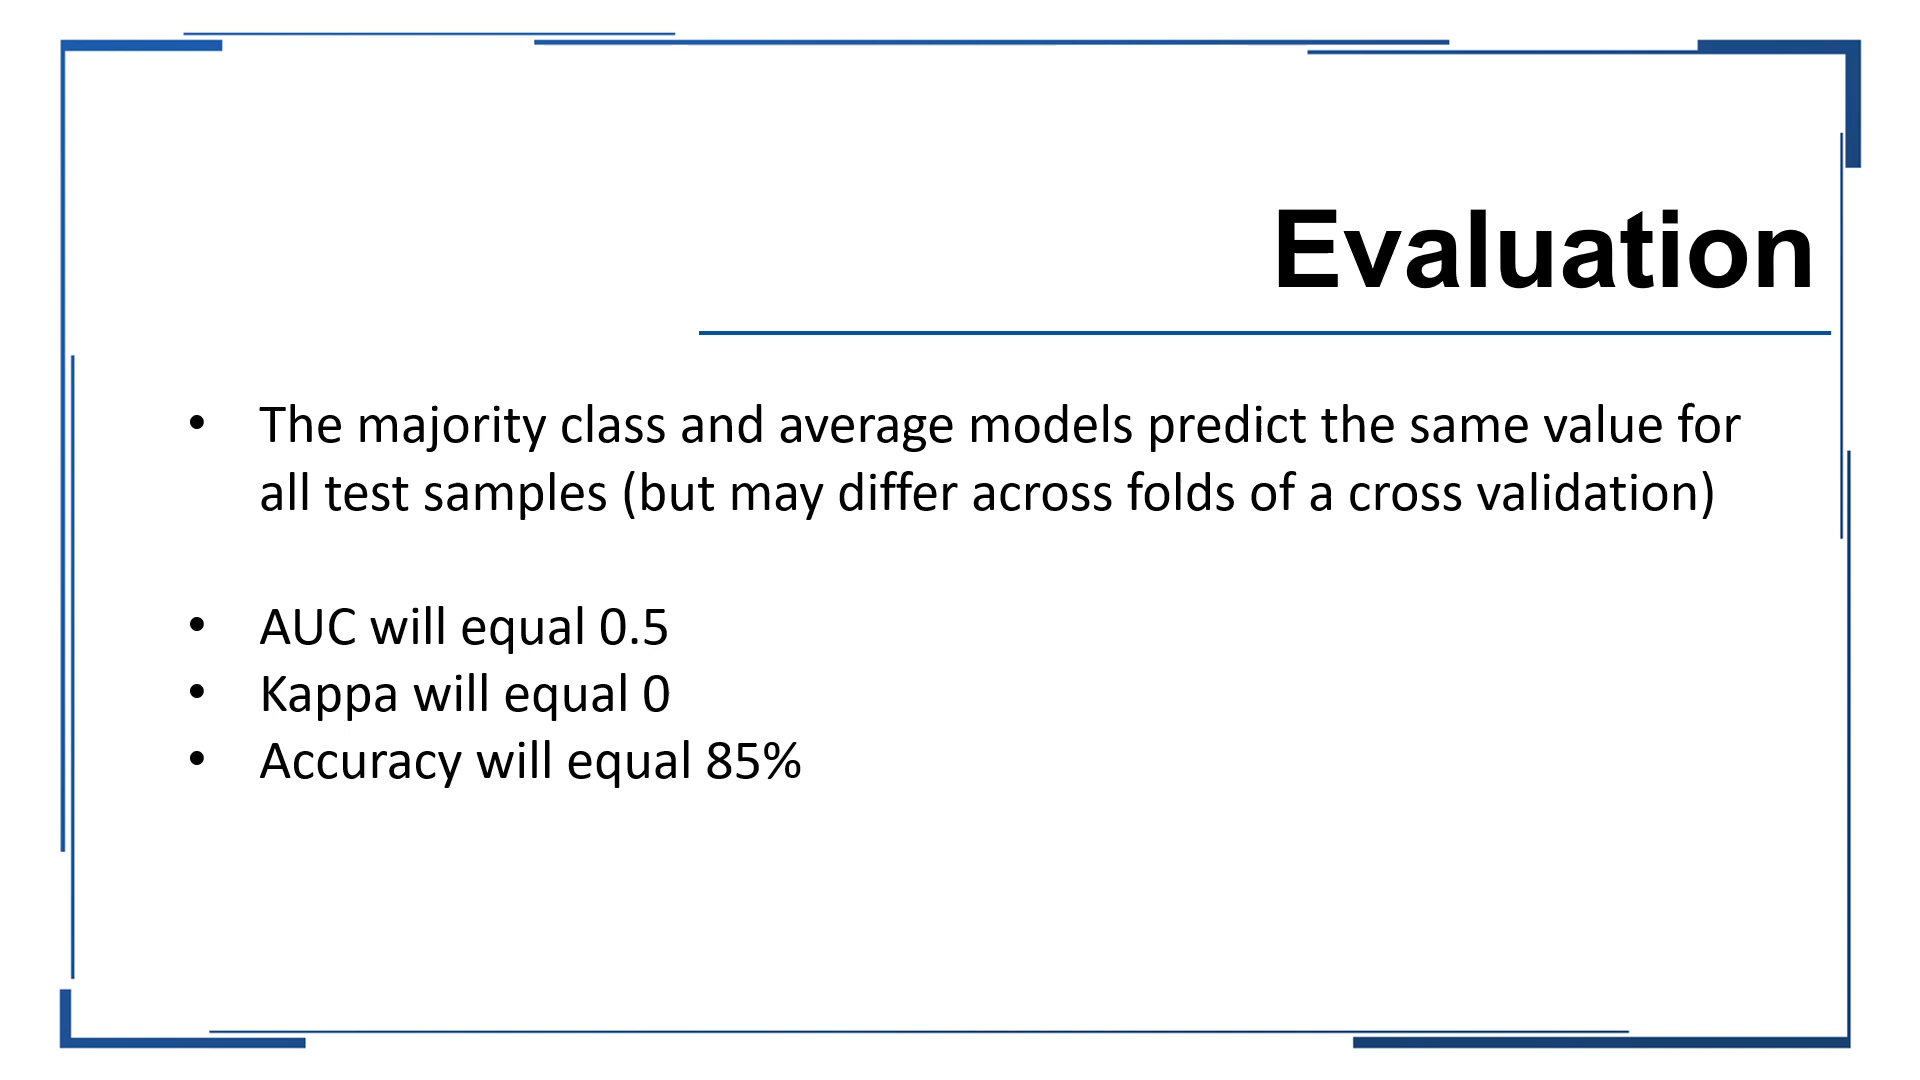 Evaluation
• The majority class and average models predict the same value for
all test samples (but may differ across folds of a cross validation)
• AUC will equal 0.5
• Kappa will equal 0
• Accuracy will equal 85%